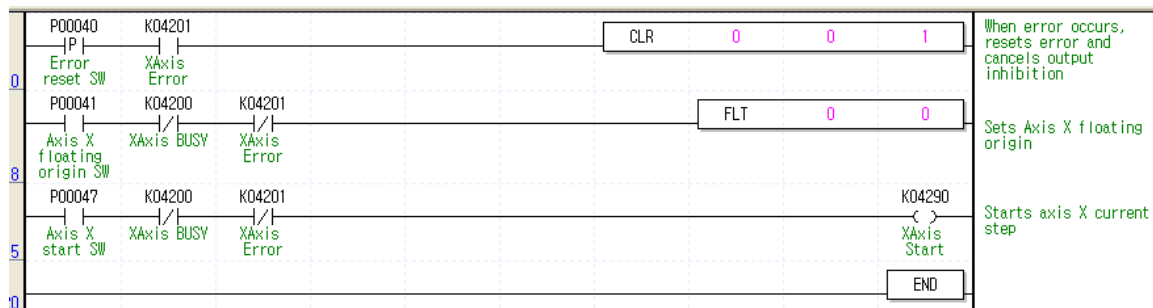 P00040 K04201
P
CLR 0 0 1
Error
reset SW
XAxis
Error
When error occurs,
resets error and
cancels output
inhibition
0
P00041 K04200 K04201
FLT 0 0
Axis X
floating
origin SW
XAxis BUSY
XAxis
Error
Sets Axis X floating
origin
8
P00047 K04200 K04201 K04290
Axis X
start SW
XAxis BUSY
XAxis
Error
XAxis
Start
Starts axis X current
step
5
END
20